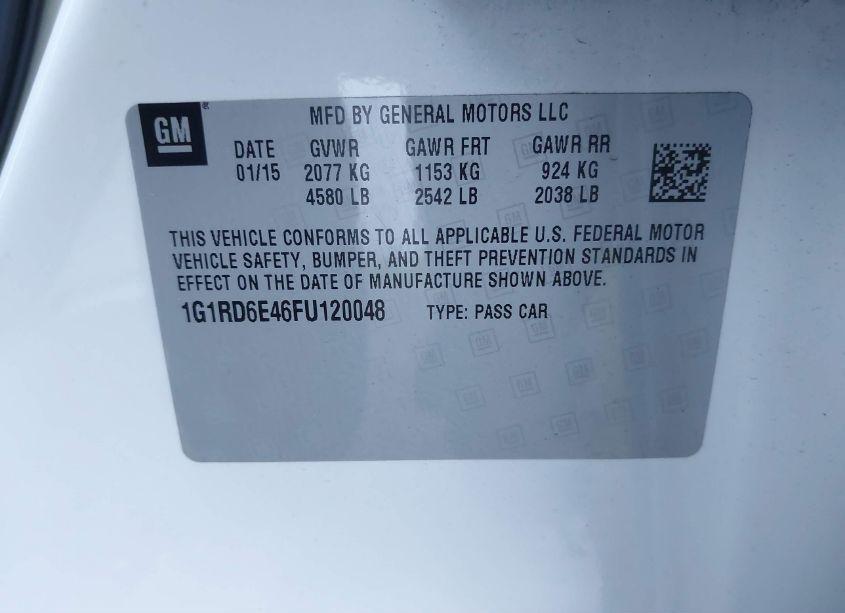 GM
MFD BY GENERAL MOTORS LLC
DATE GVWR GAWR FRT GAWR RR
01/15 2077 KG 1153 KG 924 KG
4580 LB 2542 LB 2038 LB
THIS VEHICLE CONFORMS TO ALL APPLICABLE U.S. FEDERAL MOTOR
VEHICLE SAFETY, BUMPER, AND THEFT PREVENTION STANDARDS IN
EFFECT ON THE DATE OF MANUFACTURE SHOWN ABOVE.
1G1RD6E46FU120048 TYPE: PASS CAR